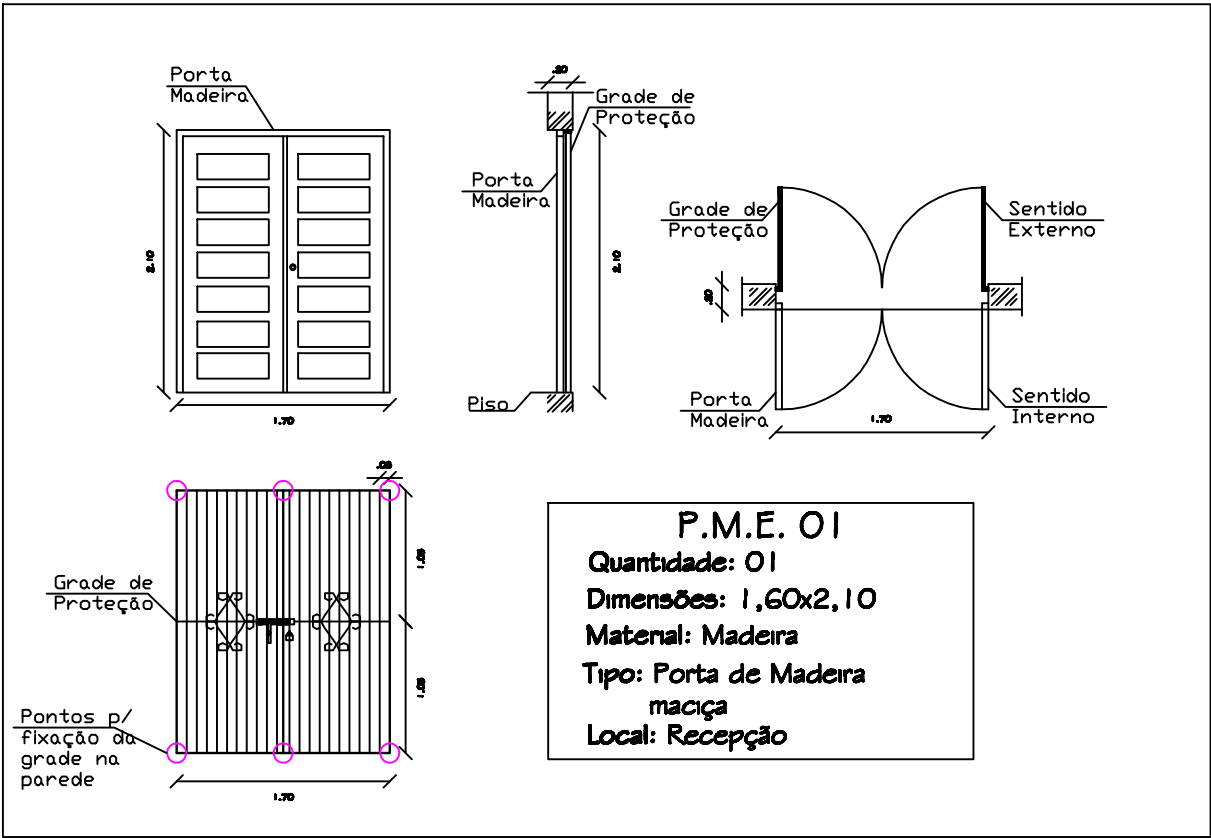 Porta
Madeira
2.10
1.70
.20
Grade de
Proteção
Porta
Madeira
2.10
Piso
Grade de
Proteção
Sentido
Externo
.20
Porta
Madeira
Sentido
Interno
1.70
.05
Grade de
Proteção
1.05
1.05
Pontos p/
fixação da
grade na
parede
1.70
P.M.E. 01
Quantidade: 01
Dimensões: 1,60x2,10
Material: Madeira
Tipo: Porta de Madeira
maciça
Local: Recepção